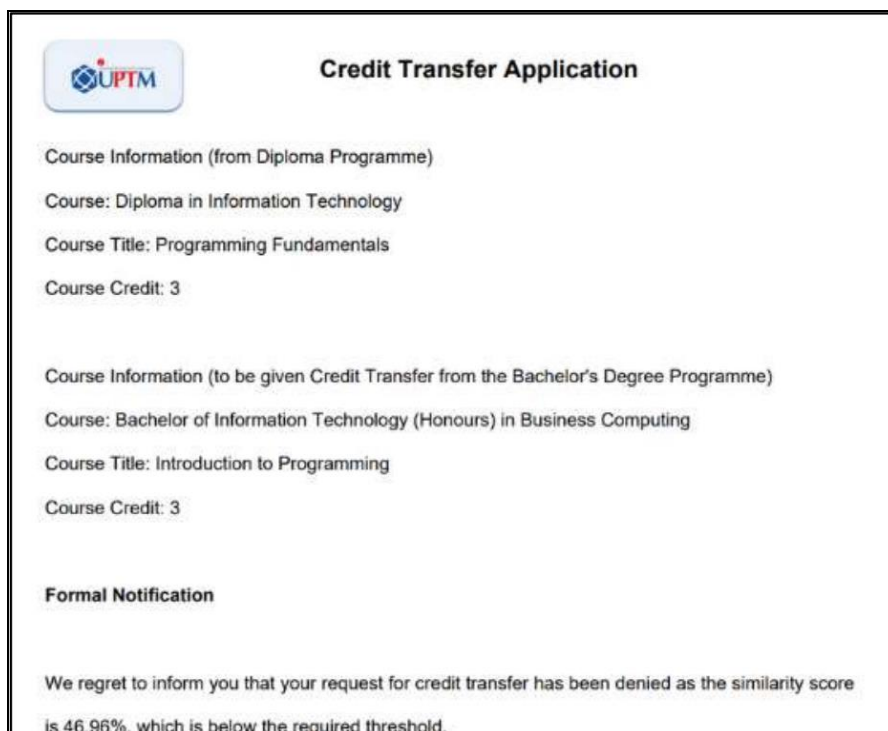 UPTM
Credit Transfer Application
Course Information (from Diploma Programme)
Course: Diploma in Information Technology
Course Title: Programming Fundamentals
Course Credit: 3
Course Information (to be given Credit Transfer from the Bachelor's Degree Programme)
Course: Bachelor of Information Technology (Honours) in Business Computing
Course Title: Introduction to Programming
Course Credit: 3
Formal Notification
We regret to inform you that your request for credit transfer has been denied as the similarity score
is 46.96%, which is below the required threshold.